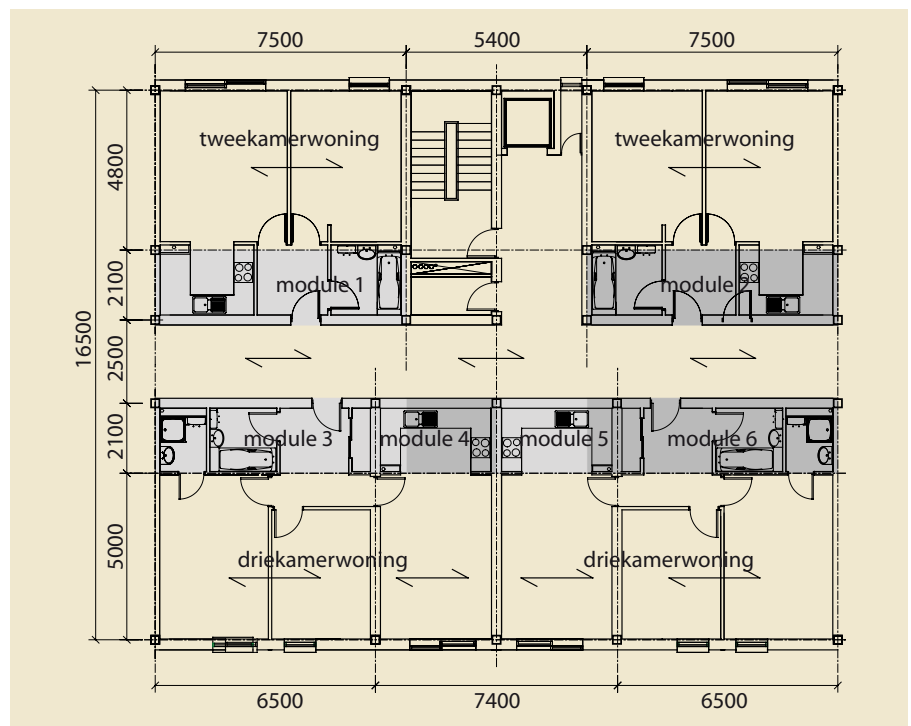 7500 5400 7500
tweekamerwoning tweekamerwoning
4800
module 1 module 2
2100
16500
2500
2100
module 3 module 4 module 5 module 6
5000
driekamerwoning driekamerwoning
6500 7400 6500